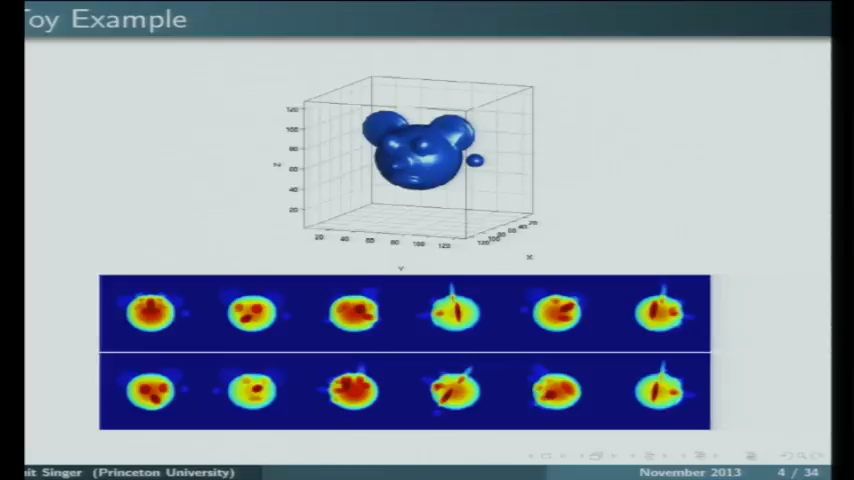 Toy Example
120
100
80
60
40
20
Z
20 40 60 80 100 120
Y
X
it Singer (Princeton University) November 2013 4 / 34